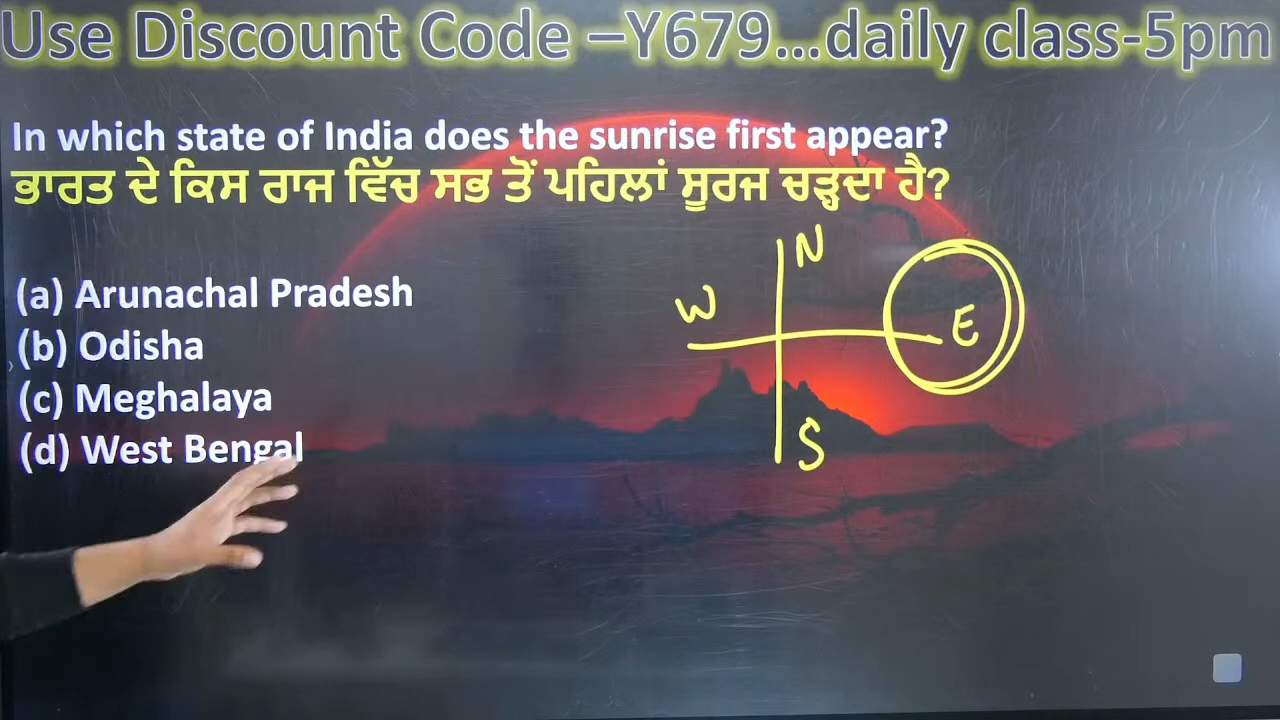 Use Discount Code –Y679...daily class-5pm
In which state of India does the sunrise first appear?
ਭਾਰਤ ਦੇ ਕਿਸ ਰਾਜ ਵਿੱਚ ਸਭ ਤੋਂ ਪਹਿਲਾਂ ਸੂਰਜ ਚੜ੍ਹਦਾ ਹੈ?
(a) Arunachal Pradesh
(b) Odisha
(c) Meghalaya
(d) West Bengal
N
W
E
S